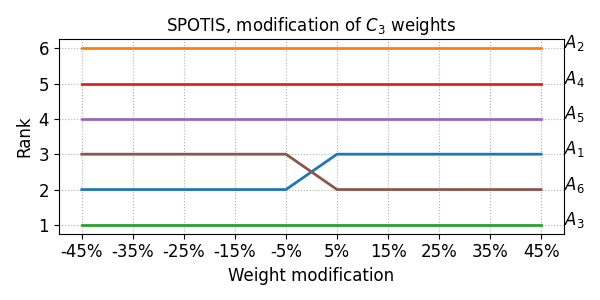 SPOTIS, modification of $C_3$ weights
6
5
4
3
2
1
Rank
A₂
A₄
A₅
A₁
A₆
A₃
-45% -35% -25% -15% -5% 5% 15% 25% 35% 45%
Weight modification